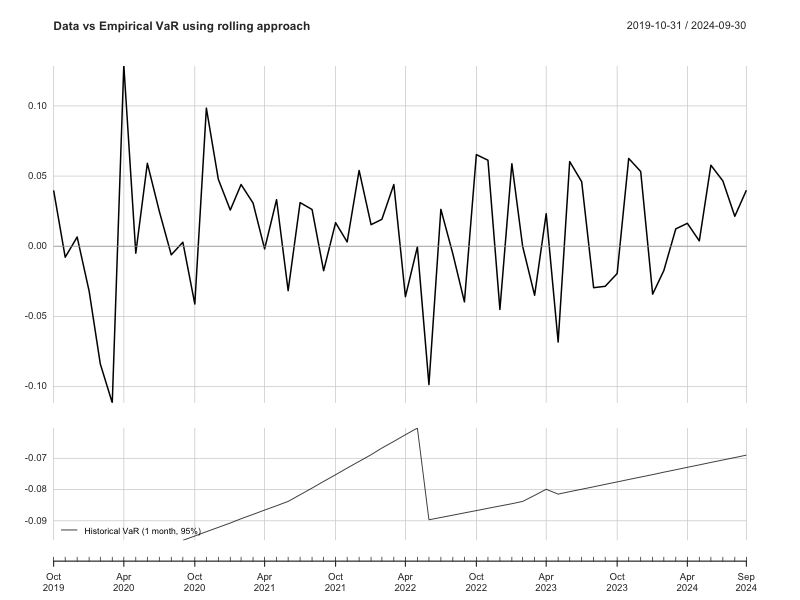 Data vs Empirical VaR using rolling approach
2019-10-31 / 2024-09-30
0.10
0.05
0.00
-0.05
-0.10
-0.07
-0.08
-0.09
Historical VaR (1 month, 95%)
Oct Apr Oct Apr Oct Apr Oct Apr Oct Apr Sep
2019 2020 2020 2021 2021 2022 2022 2023 2023 2024 2024